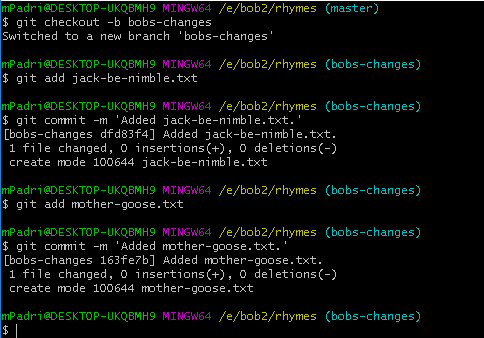 mPadri@DESKTOP-UKQBMH9 MINGW64 /e/bob2/rhymes (master)
$ git checkout -b bobs-changes
Switched to a new branch 'bobs-changes'
mPadri@DESKTOP-UKQBMH9 MINGW64 /e/bob2/rhymes (bobs-changes)
$ git add jack-be-nimble.txt
mPadri@DESKTOP-UKQBMH9 MINGW64 /e/bob2/rhymes (bobs-changes)
$ git commit -m 'Added jack-be-nimble.txt.'
[bobs-changes dfd83f4] Added jack-be-nimble.txt.
1 file changed, 0 insertions(+), 0 deletions(-)
create mode 100644 jack-be-nimble.txt
mPadri@DESKTOP-UKQBMH9 MINGW64 /e/bob2/rhymes (bobs-changes)
$ git add mother-goose.txt
mPadri@DESKTOP-UKQBMH9 MINGW64 /e/bob2/rhymes (bobs-changes)
$ git commit -m 'Added mother-goose.txt.'
[bobs-changes 163fe7b] Added mother-goose.txt.
1 file changed, 0 insertions(+), 0 deletions(-)
create mode 100644 mother-goose.txt
mPadri@DESKTOP-UKQBMH9 MINGW64 /e/bob2/rhymes (bobs-changes)
$